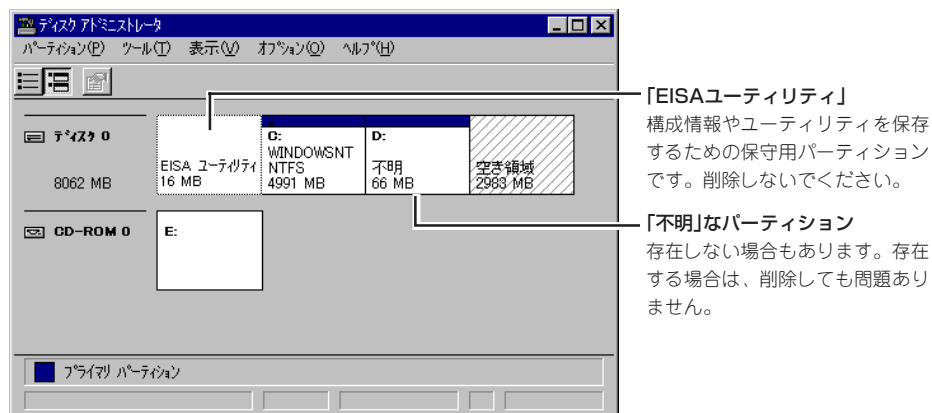 ディスク アドミニストレータ
パーティション(P) ツール(T) 表示(V) オプション(O) ヘルプ(H)
ディスク 0
8062 MB
EISA ユーティリティ
16 MB
C:
WINDOWSNT
NTFS
4991 MB
D:
不明
66 MB
空き領域
2983 MB
CD-ROM 0
E:
プライマリ パーティション
「EISAユーティリティ」
構成情報やユーティリティを保存
するための保守用パーティション
です。削除しないでください。
「不明」なパーティション
存在しない場合もあります。存在
する場合は、削除しても問題あり
ません。